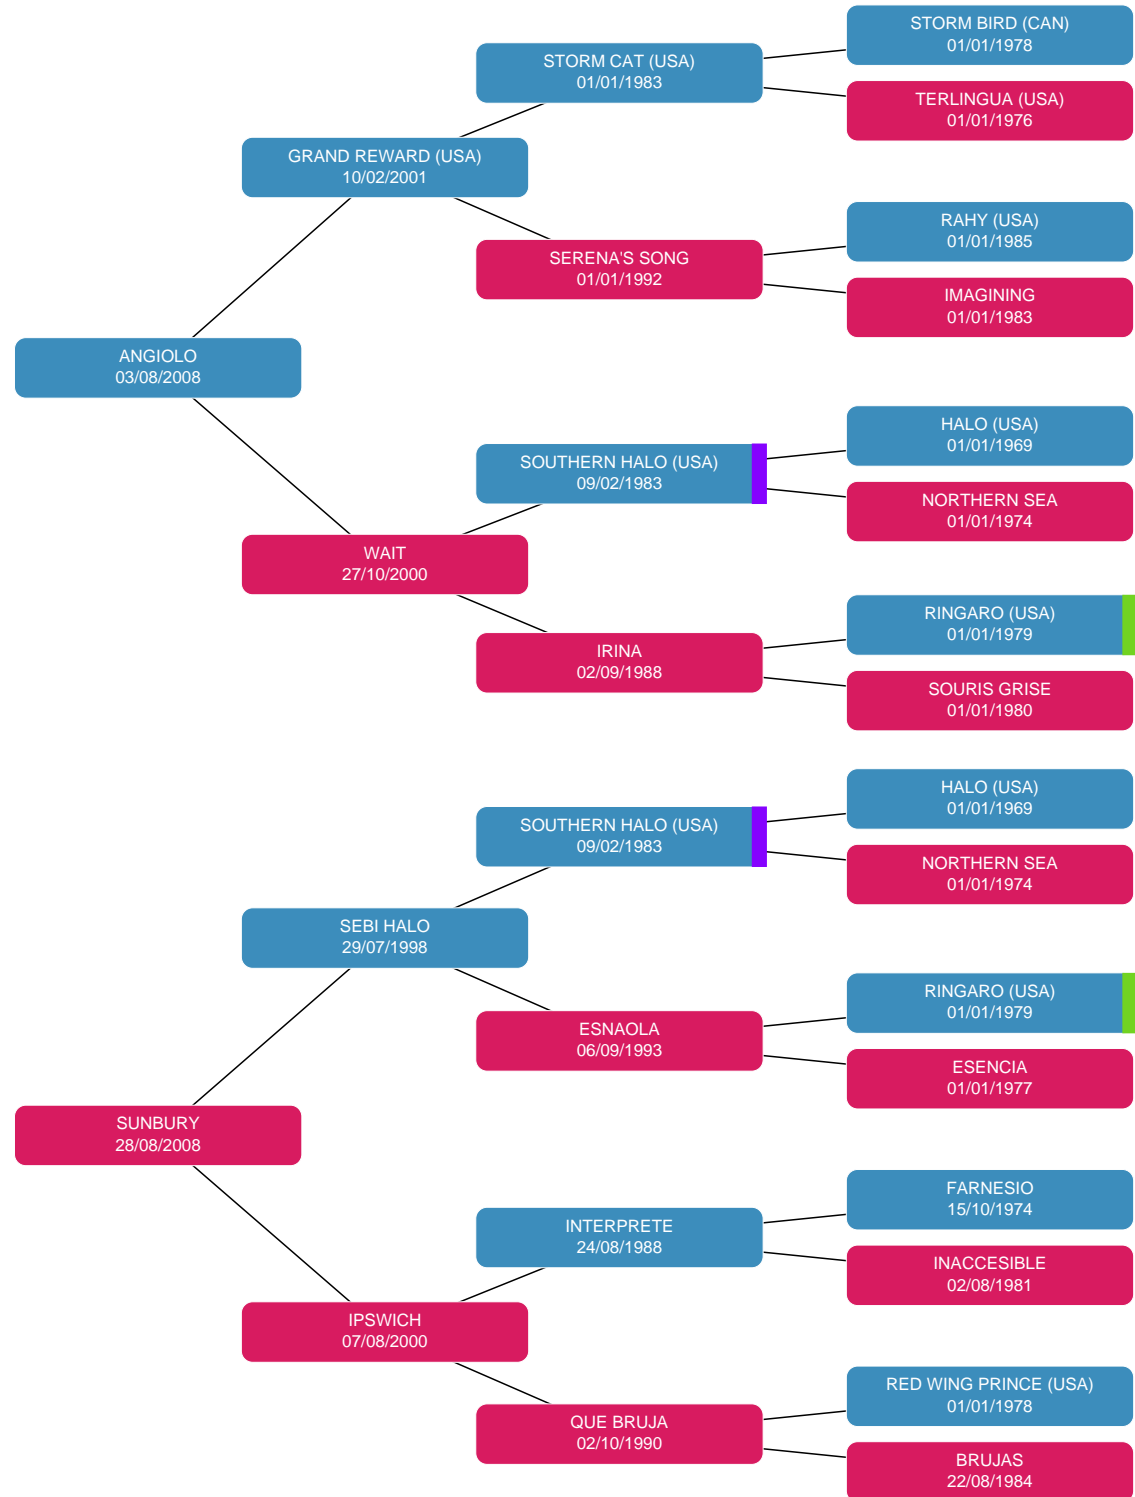 STORM BIRD (CAN)
01/01/1978
STORM CAT (USA)
01/01/1983
TERLINGUA (USA)
01/01/1976
GRAND REWARD (USA)
10/02/2001
RAHY (USA)
01/01/1985
SERENA'S SONG
01/01/1992
IMAGINING
01/01/1983
ANGIOLO
03/08/2008
HALO (USA)
01/01/1969
SOUTHERN HALO (USA)
09/02/1983
NORTHERN SEA
01/01/1974
WAIT
27/10/2000
RINGARO (USA)
01/01/1979
IRINA
02/09/1988
SOURIS GRISE
01/01/1980
HALO (USA)
01/01/1969
SOUTHERN HALO (USA)
09/02/1983
NORTHERN SEA
01/01/1974
SEBI HALO
29/07/1998
RINGARO (USA)
01/01/1979
ESNAOLA
06/09/1993
ESENCIA
01/01/1977
SUNBURY
28/08/2008
FARNESIO
15/10/1974
INTERPRETE
24/08/1988
INACCESIBLE
02/08/1981
IPSWICH
07/08/2000
RED WING PRINCE (USA)
01/01/1978
QUE BRUJA
02/10/1990
BRUJAS
22/08/1984